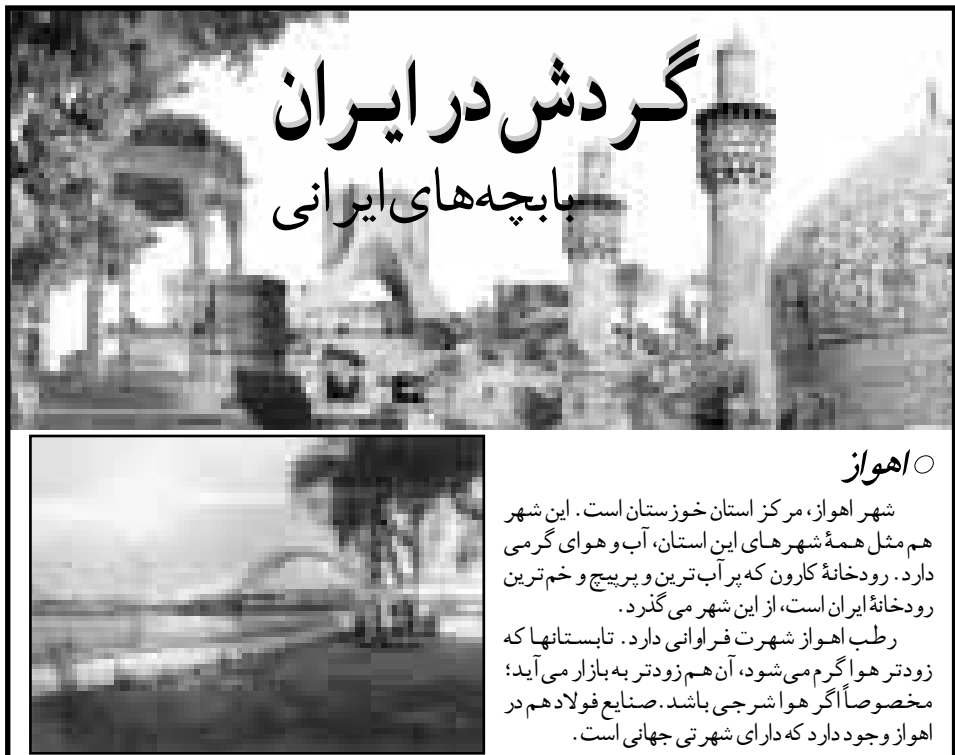 گردش در ایران
با بچه‌های ایرانی
○ اهواز
شهر اهواز، مرکز استان خوزستان است. این شهر
هم مثل همهٔ شهرهای این استان، آب و هوای گرمی
دارد. رودخانهٔ کارون که پرآب‌ترین و پرپیچ و خم‌ترین
رودخانهٔ ایران است، از این شهر می‌گذرد.
رطب اهواز شهرت فراوانی دارد. تابستانها که
زودتر هوا گرم می‌شود، آن هم زودتر به بازار می‌آید؛
مخصوصاً اگر هوا شرجی باشد. صنایع فولاد هم در
اهواز وجود دارد که دارای شهرتی جهانی است.